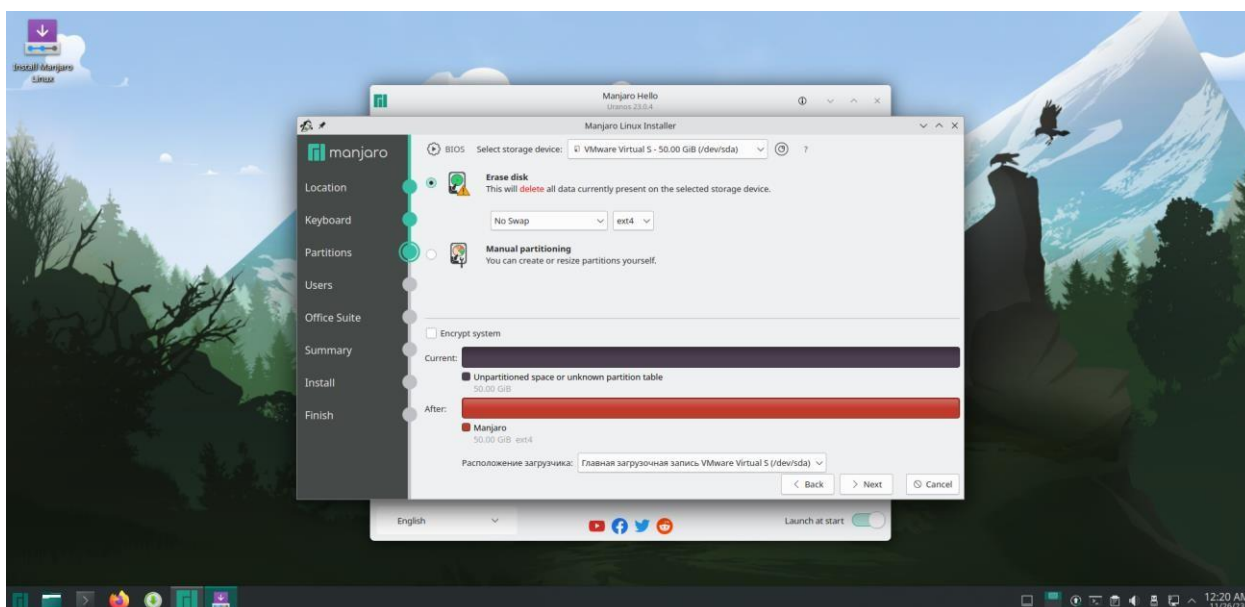 Install Manjaro
Linux
Manjaro Hello
Uranos 23.0.4
Manjaro Linux Installer
manjaro
Location
Keyboard
Partitions
Users
Office Suite
Summary
Install
Finish
BIOS Select storage device: VMware Virtual S - 50.00 GiB (/dev/sda) ?
Erase disk
This will delete all data currently present on the selected storage device.
No Swap ext4
Manual partitioning
You can create or resize partitions yourself.
Encrypt system
Current:
Unpartitioned space or unknown partition table
50.00 GiB
After:
Manjaro
50.00 GiB ext4
Расположение загрузчика: Главная загрузочная запись VMware Virtual S (/dev/sda)
Back Next Cancel
English Launch at start
12:20 AM